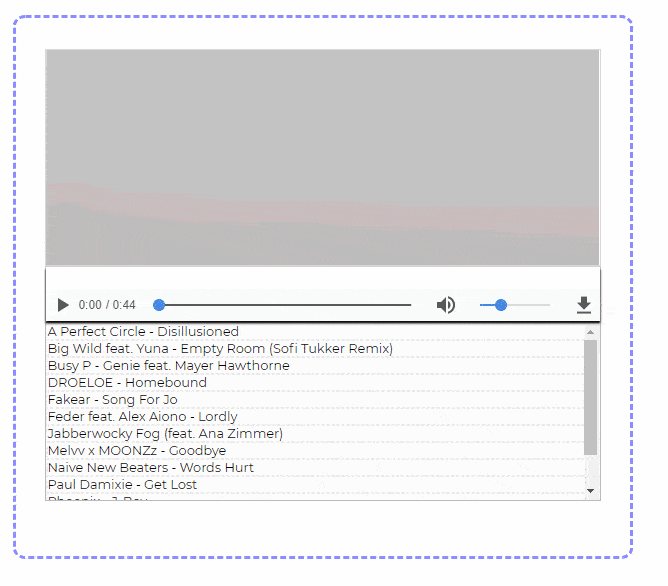 0:00 / 0:44
A Perfect Circle - Disillusioned
Big Wild feat. Yuna - Empty Room (Sofi Tukker Remix)
Busy P - Genie feat. Mayer Hawthorne
DROELOE - Homebound
Fakear - Song For Jo
Feder feat. Alex Aiono - Lordly
Jabberwocky Fog (feat. Ana Zimmer)
Melvv x MOONZz - Goodbye
Naive New Beaters - Words Hurt
Paul Damixie - Get Lost